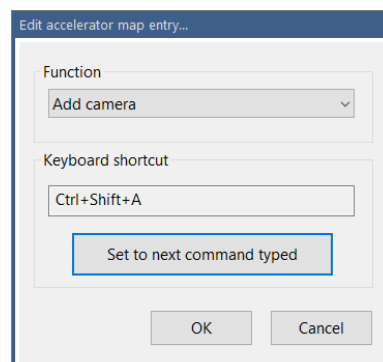 Edit accelerator map entry...
Function
Add camera
Keyboard shortcut
Ctrl+Shift+A
Set to next command typed
OK
Cancel